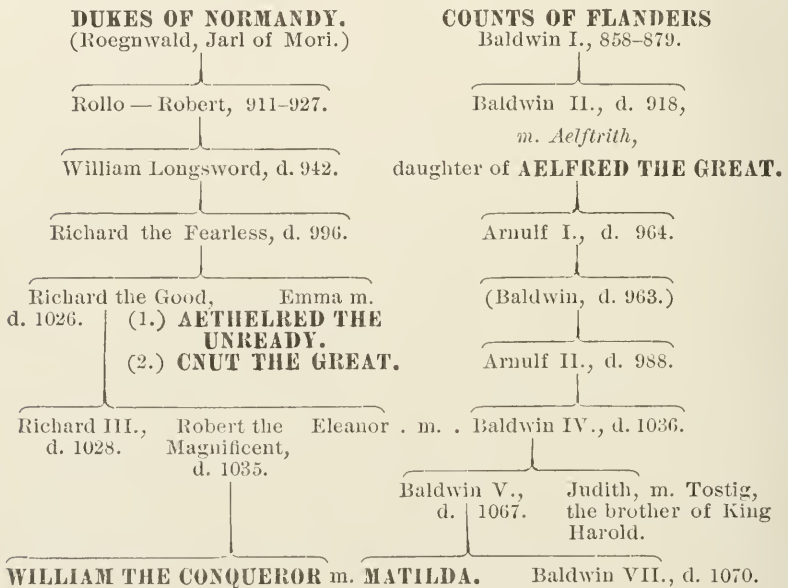 DUKES OF NORMANDY.
(Roegnwald, Jarl of Mori.)
Rollo — Robert, 911–927.
William Longsword, d. 942.
Richard the Fearless, d. 996.
Richard the Good,
d. 1026.
Emma m.
(1.) AETHELRED THE
UNREADY.
(2.) CNUT THE GREAT.
Richard III.,
d. 1028.
Robert the
Magnificent,
d. 1035.
Eleanor . m. . Baldwin IV., d. 1036.
COUNTS OF FLANDERS
Baldwin I., 858–879.
Baldwin II., d. 918,
m. Aelftrith,
daughter of AELFRED THE GREAT.
Arnulf I., d. 964.
(Baldwin, d. 963.)
Arnulf II., d. 988.
Baldwin V.,
d. 1067.
Judith, m. Tostig,
the brother of King
Harold.
WILLIAM THE CONQUEROR m. MATILDA.
Baldwin VII., d. 1070.